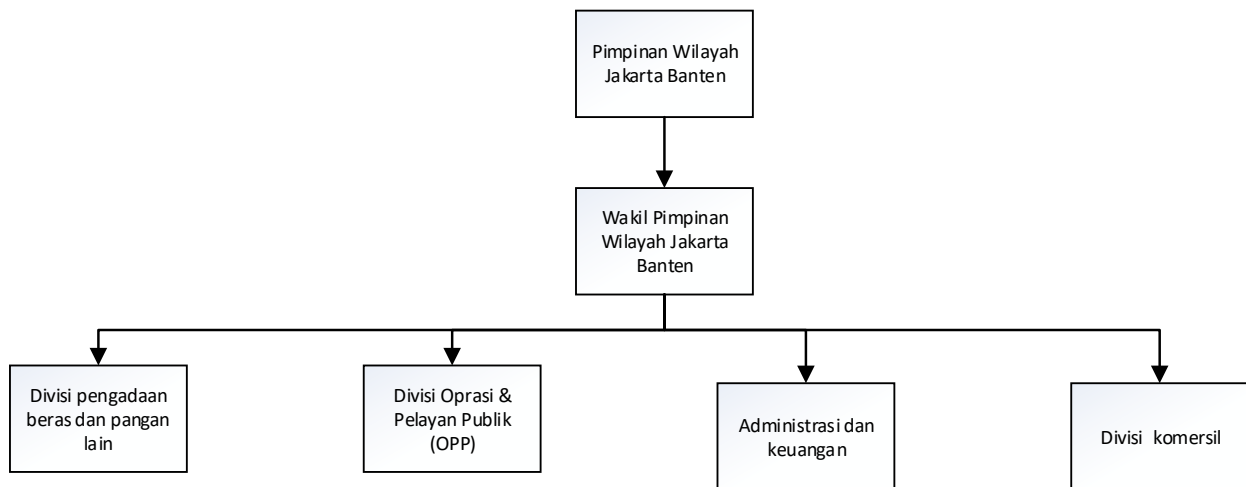 Pimpinan Wilayah
Jakarta Banten
Wakil Pimpinan
Wilayah Jakarta
Banten
Divisi pengadaan
beras dan pangan
lain
Divisi Oprasi &
Pelayan Publik
(OPP)
Administrasi dan
keuangan
Divisi komersil